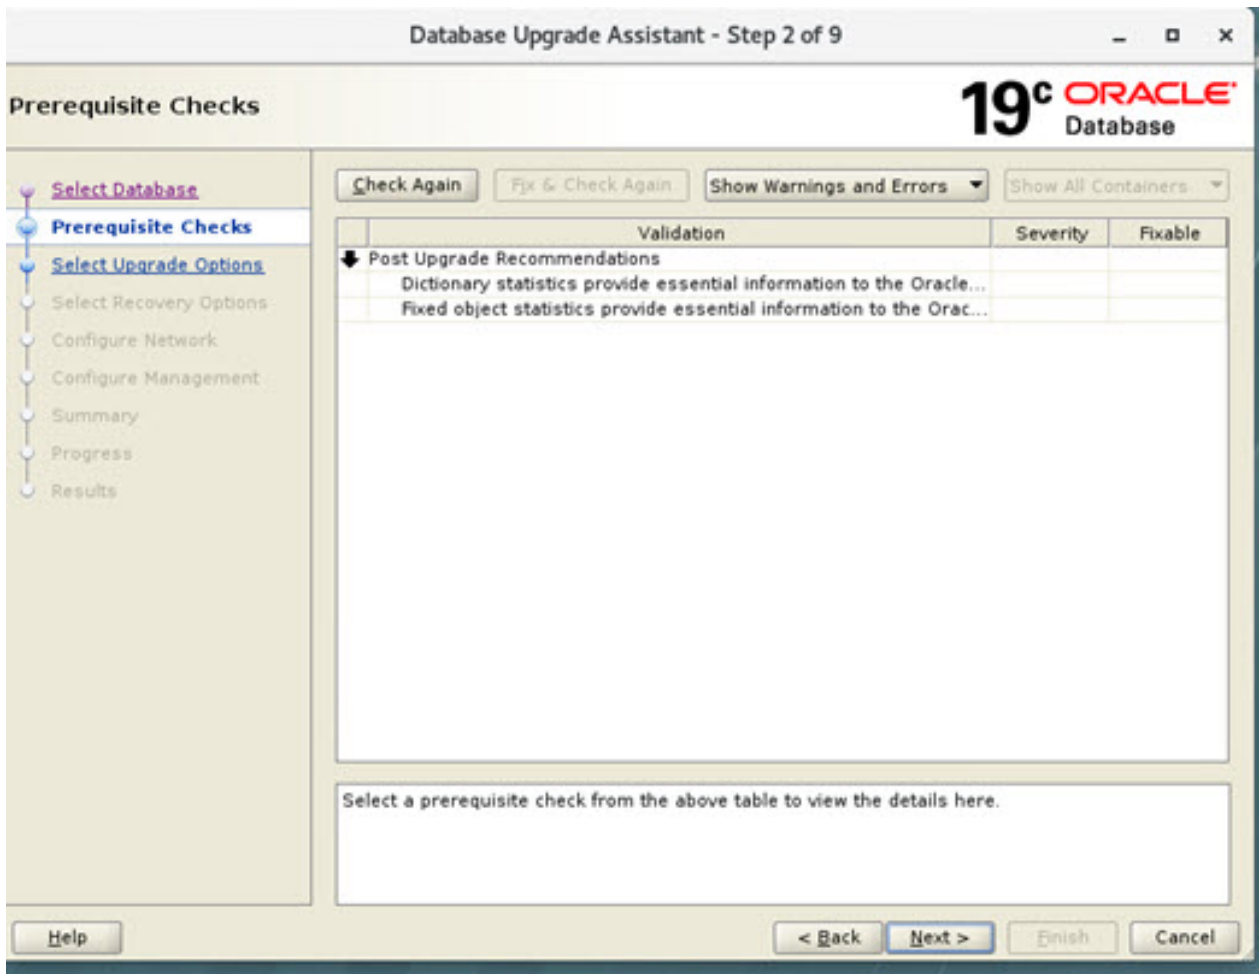 Database Upgrade Assistant - Step 2 of 9
Prerequisite Checks
19c ORACLE
Database
Select Database
Prerequisite Checks
Select Upgrade Options
Select Recovery Options
Configure Network
Configure Management
Summary
Progress
Results
Check Again Fix & Check Again Show Warnings and Errors Show All Containers
Validation Severity Fixable
Post Upgrade Recommendations
Dictionary statistics provide essential information to the Oracle...
Fixed object statistics provide essential information to the Orac...
Select a prerequisite check from the above table to view the details here.
Help < Back Next > Finish Cancel